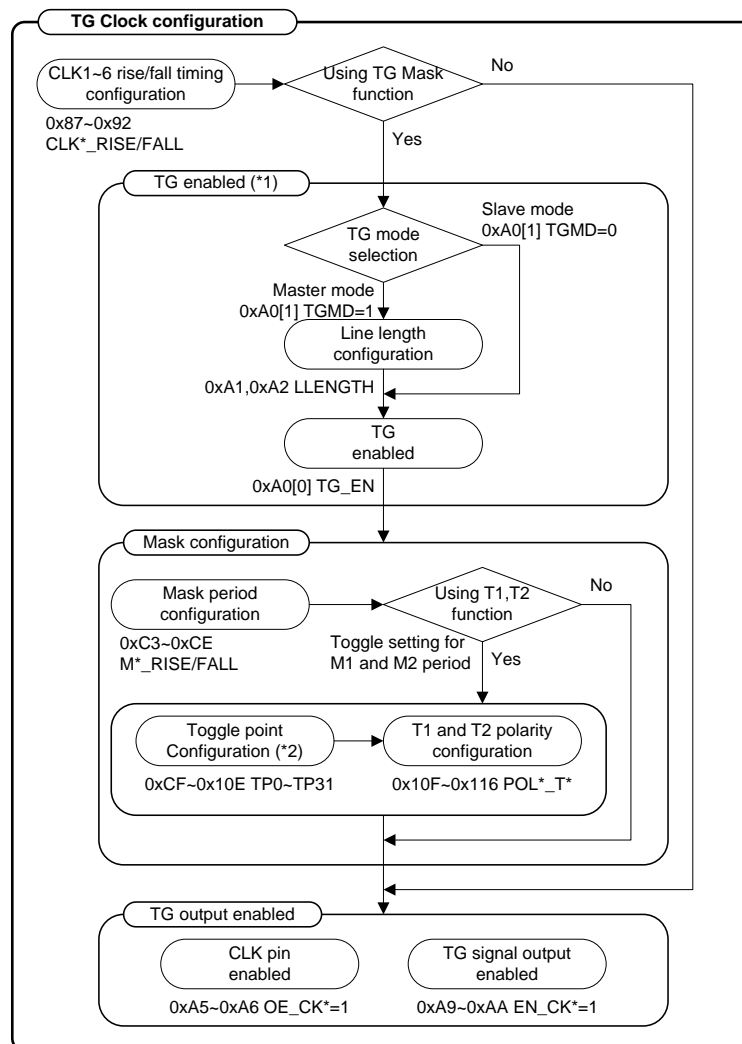 TG Clock configuration
CLK1~6 rise/fall timing
configuration
0x87~0x92
CLK*_RISE/FALL
Using TG Mask
function
No
Yes
TG enabled (*1)
TG mode
selection
Slave mode
0xA0[1] TGMD=0
Master mode
0xA0[1] TGMD=1
Line length
configuration
0xA1,0xA2 LLENGTH
TG
enabled
0xA0[0] TG_EN
Mask configuration
Mask period
configuration
0xC3~0xCE
M*_RISE/FALL
Using T1,T2
function
No
Toggle setting for
M1 and M2 period
Yes
Toggle point
Configuration (*2)
0xCF~0x10E TP0~TP31
T1 and T2 polarity
configuration
0x10F~0x116 POL*_T*
TG output enabled
CLK pin
enabled
0xA5~0xA6 OE_CK*=1
TG signal output
enabled
0xA9~0xAA EN_CK*=1